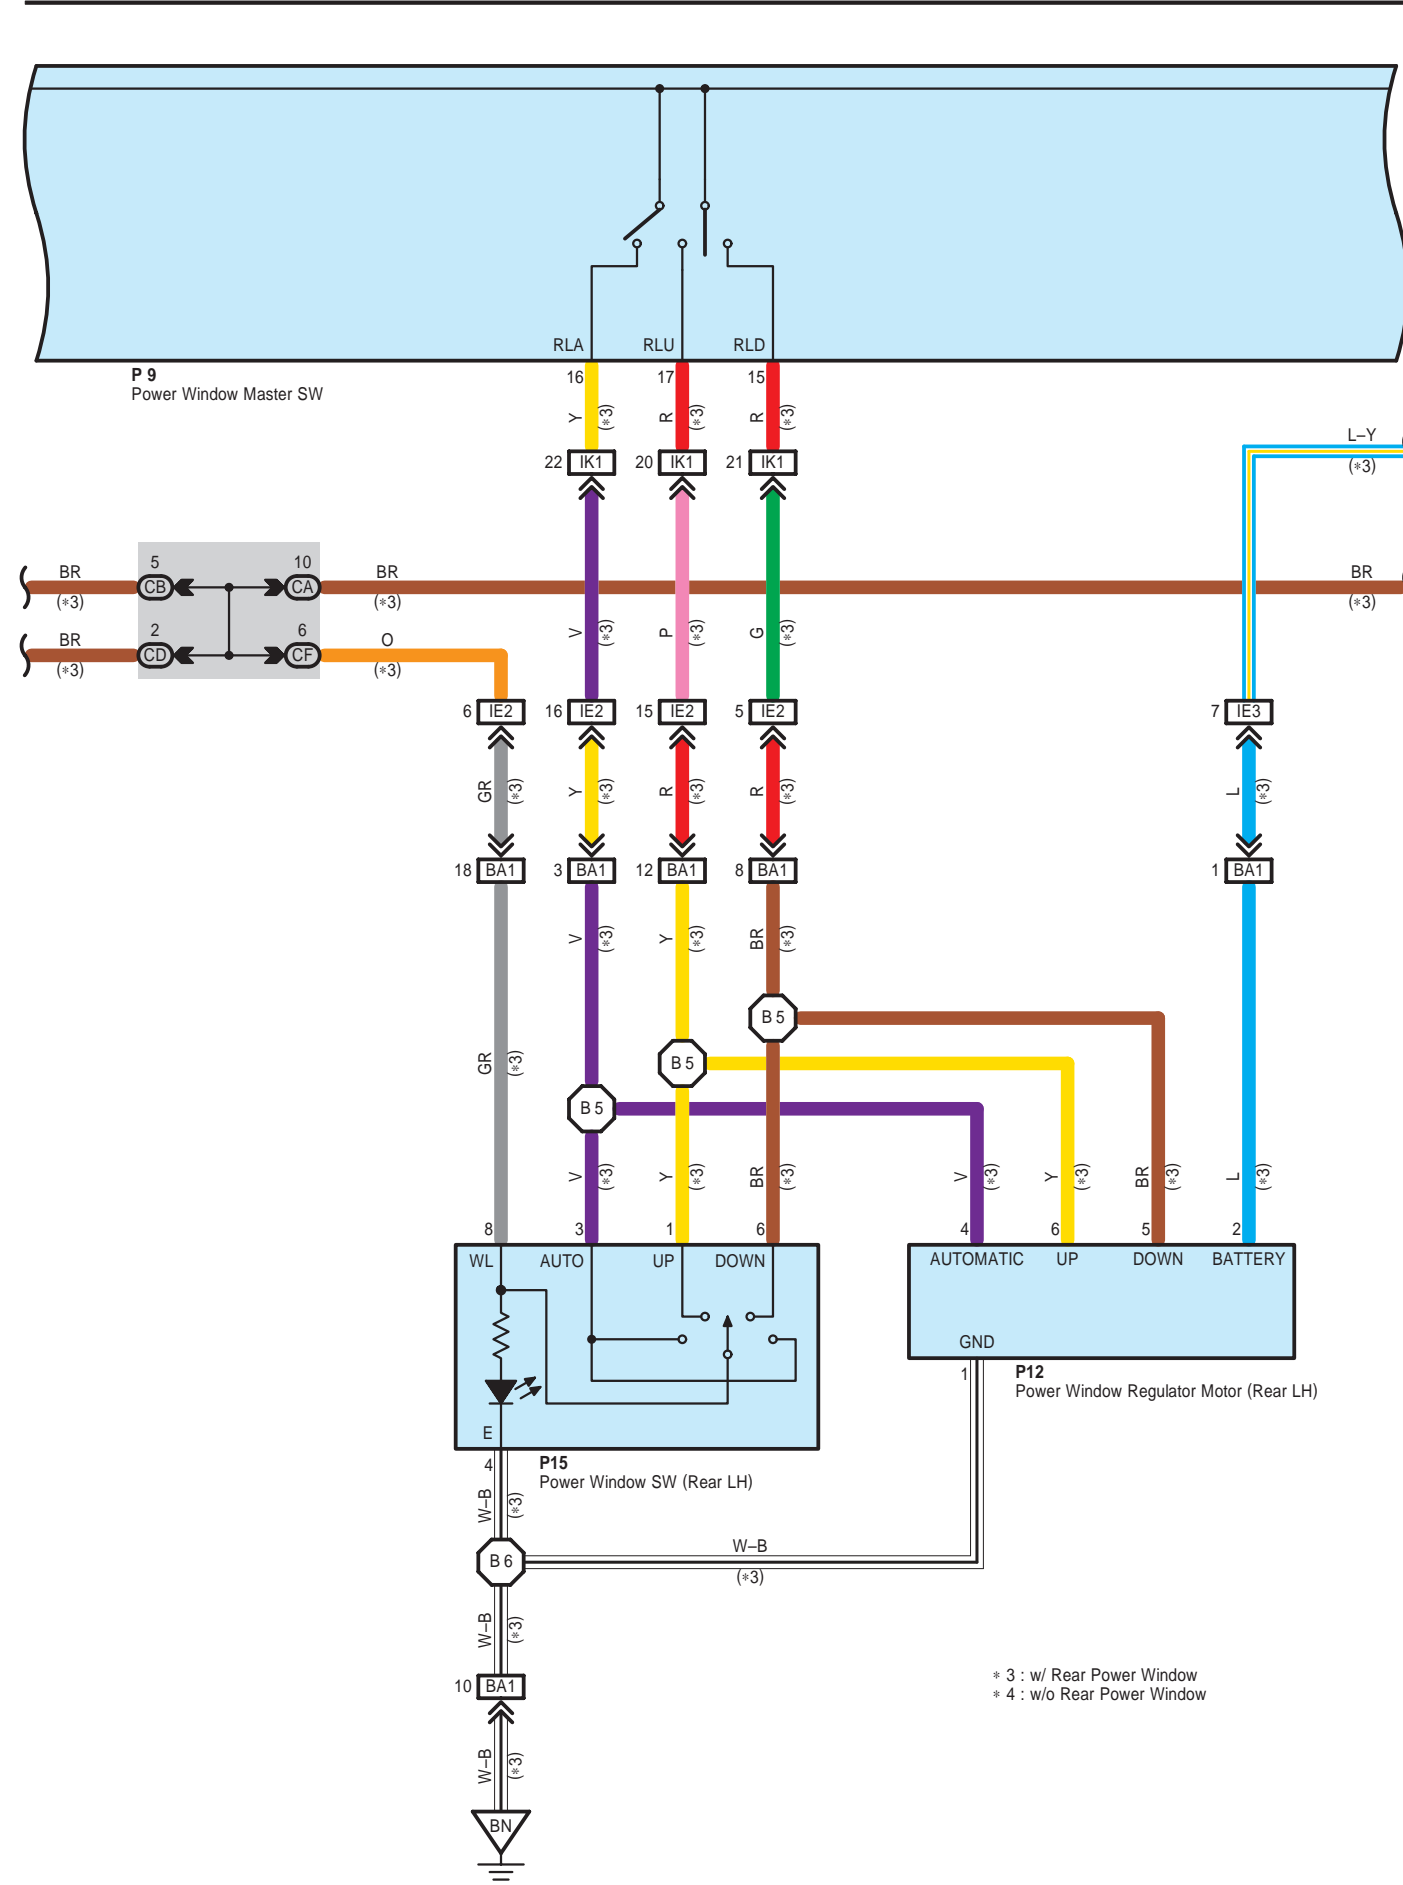 RLA RLU RLD
P 9
Power Window Master SW
16 17 15
Y (∗3) R (∗3) R (∗3)
L–Y
(∗3)
22 IK1 20 IK1 21 IK1
5 10
BR CB CA BR BR
(∗3) (∗3) (∗3)
2 6
BR CD CF O
(∗3) (∗3)
V (∗3) P (∗3) G (∗3)
6 IE2 16 IE2 15 IE2 5 IE2 7 IE3
GR (∗3) Y (∗3) R (∗3) R (∗3) L (∗3)
18 BA1 3 BA1 12 BA1 8 BA1 1 BA1
V (∗3) Y (∗3) BR (∗3)
B 5
B 5
GR (∗3)
B 5
V (∗3) Y (∗3) BR (∗3) V (∗3) Y (∗3) BR (∗3) L (∗3)
8 3 1 6 4 6 5 2
WL AUTO UP DOWN AUTOMATIC UP DOWN BATTERY
GND
1 P12
Power Window Regulator Motor (Rear LH)
E
4 P15
Power Window SW (Rear LH)
W–B (∗3)
W–B
B 6
(∗3)
W–B (∗3)
∗ 3 : w/ Rear Power Window
10 BA1
∗ 4 : w/o Rear Power Window
W–B (∗3)
BN